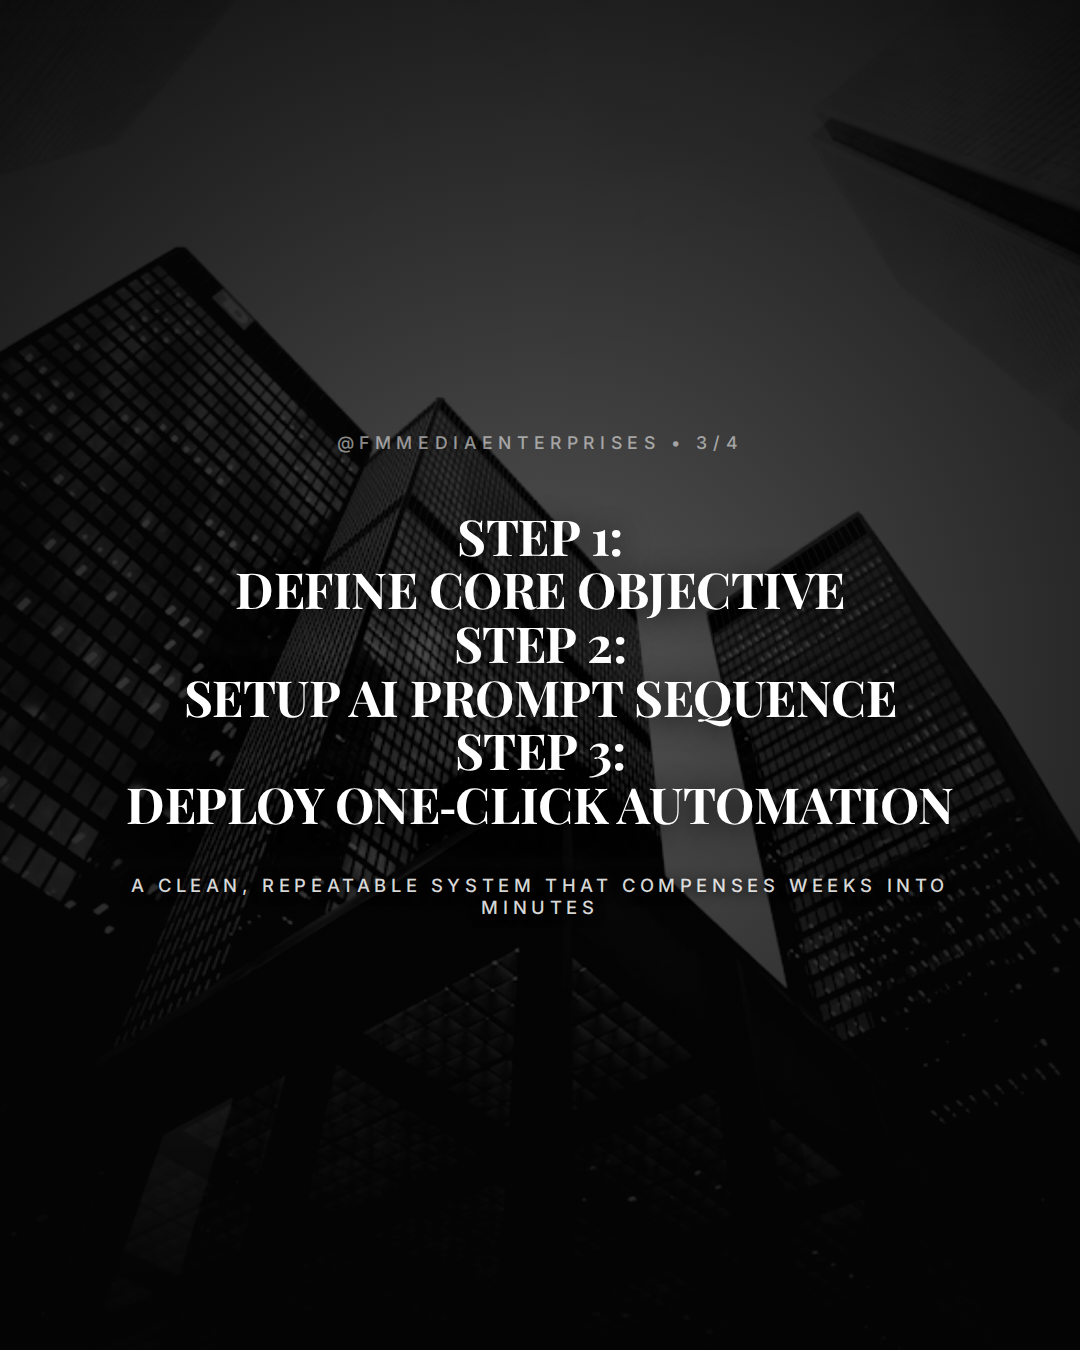 @FMMEDIAENTERPRISES • 3/4
STEP 1:
DEFINE CORE OBJECTIVE
STEP 2:
SETUP AI PROMPT SEQUENCE
STEP 3:
DEPLOY ONE-CLICK AUTOMATION
A CLEAN, REPEATABLE SYSTEM THAT COMPENSES WEEKS INTO
MINUTES